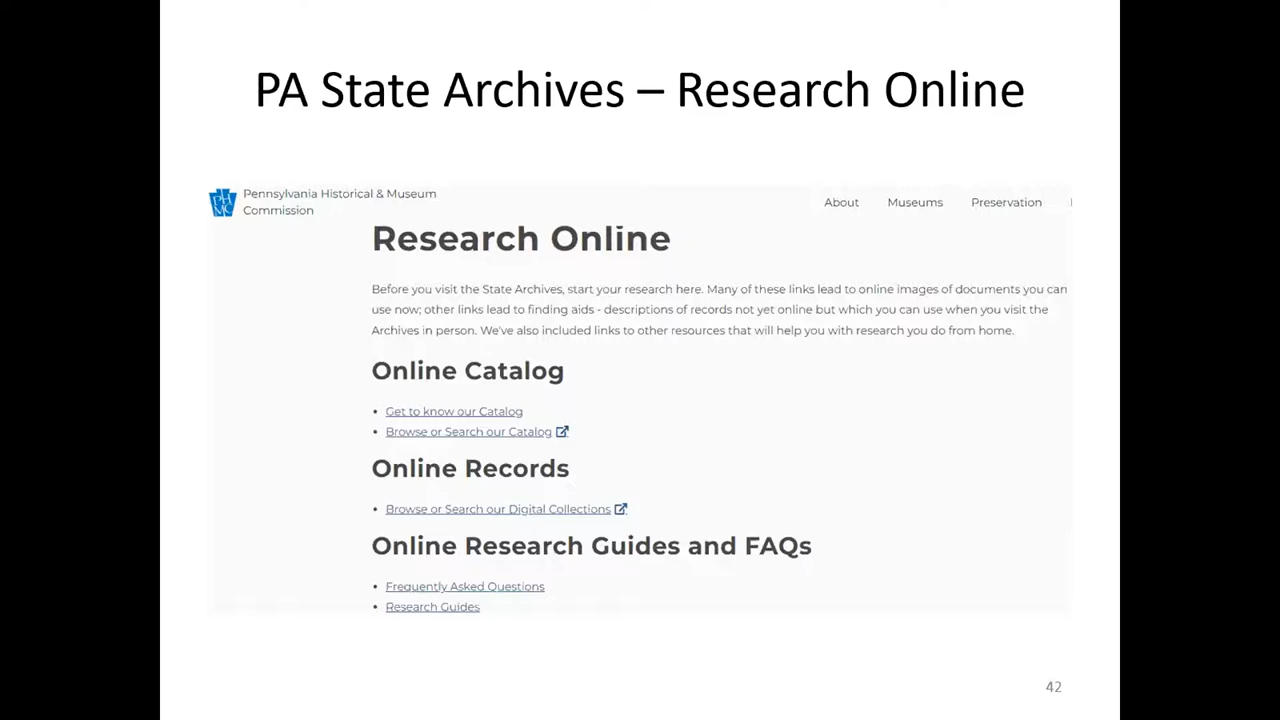 PA State Archives – Research Online
PH
MC
Pennsylvania Historical & Museum
Commission
About Museums Preservation
Research Online
Before you visit the State Archives, start your research here. Many of these links lead to online images of documents you can
use now; other links lead to finding aids - descriptions of records not yet online but which you can use when you visit the
Archives in person. We've also included links to other resources that will help you with research you do from home.
Online Catalog
• Get to know our Catalog
• Browse or Search our Catalog
Online Records
• Browse or Search our Digital Collections
Online Research Guides and FAQs
• Frequently Asked Questions
• Research Guides
42